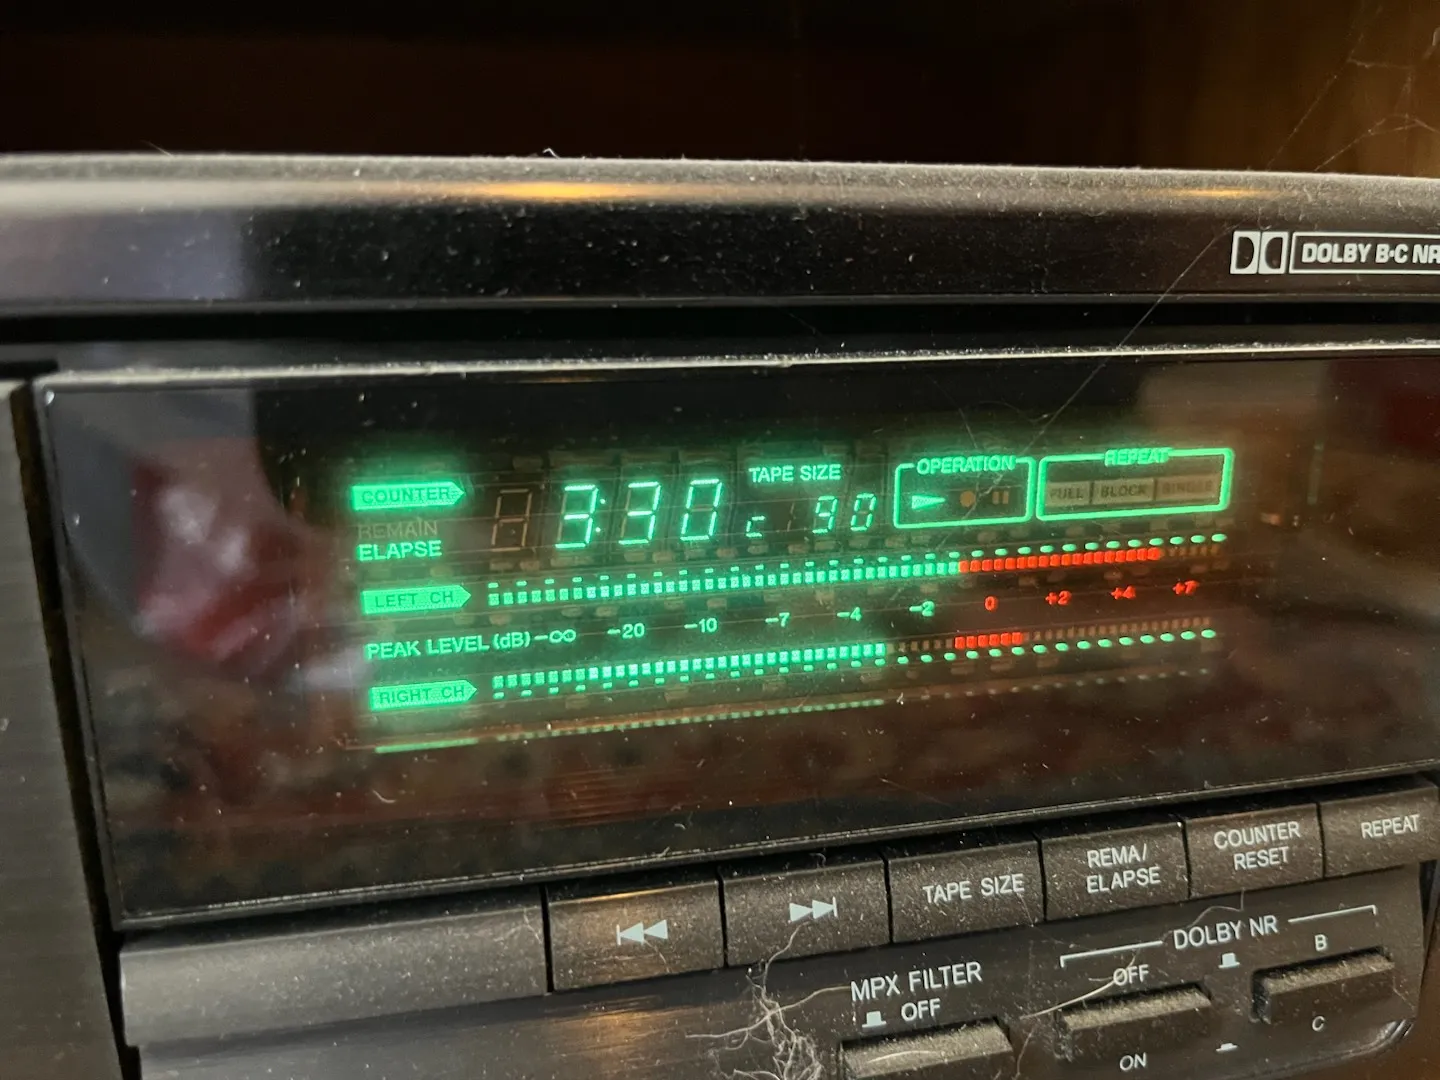 DOLBY B·C NR
COUNTER
REMAIN
ELAPSE
3:30
TAPE SIZE
c 90
OPERATION
REPEAT
FULL BLOCK SINGLE
LEFT CH
PEAK LEVEL (dB) -∞ -20 -10 -7 -4 -2 0 +2 +4 +7
RIGHT CH
TAPE SIZE
REMA/
ELAPSE
COUNTER
RESET
REPEAT
MPX FILTER
OFF
DOLBY NR
OFF
ON
B
C